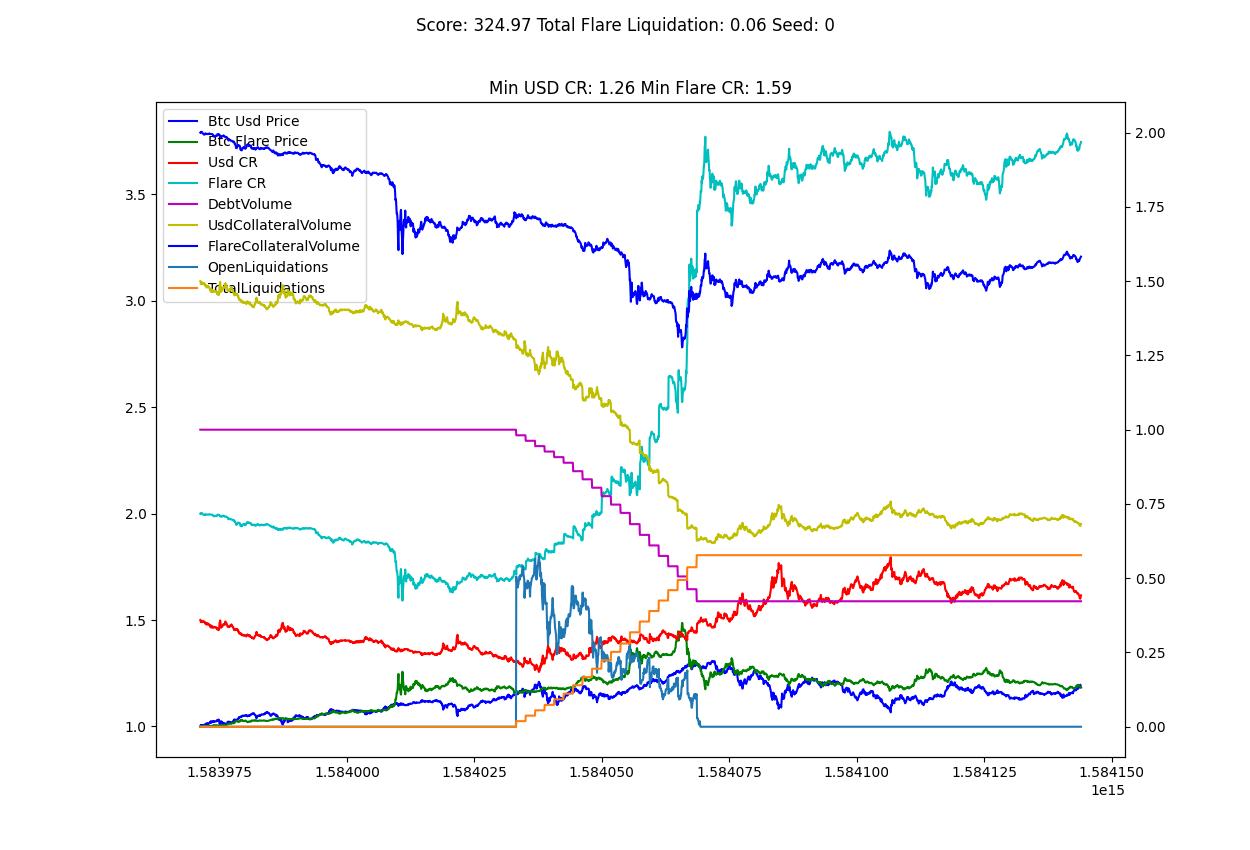 Score: 324.97 Total Flare Liquidation: 0.06 Seed: 0
Min USD CR: 1.26 Min Flare CR: 1.59
Btc Usd Price
Btc Flare Price
Usd CR
Flare CR
DebtVolume
UsdCollateralVolume
FlareCollateralVolume
OpenLiquidations
TotalLiquidations
3.5
3.0
2.5
2.0
1.5
1.0
2.00
1.75
1.50
1.25
1.00
0.75
0.50
0.25
0.00
1.583975 1.584000 1.584025 1.584050 1.584075 1.584100 1.584125 1.584150
1e15